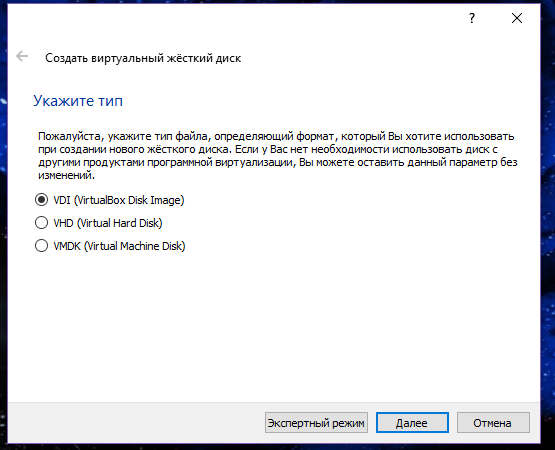 ?
Создать виртуальный жёсткий диск
Укажите тип
Пожалуйста, укажите тип файла, определяющий формат, который Вы хотите использовать
при создании нового жёсткого диска. Если у Вас нет необходимости использовать диск с
другими продуктами программной виртуализации, Вы можете оставить данный параметр без
изменений.
VDI (VirtualBox Disk Image)
VHD (Virtual Hard Disk)
VMDK (Virtual Machine Disk)
Экспертный режим Далее Отмена